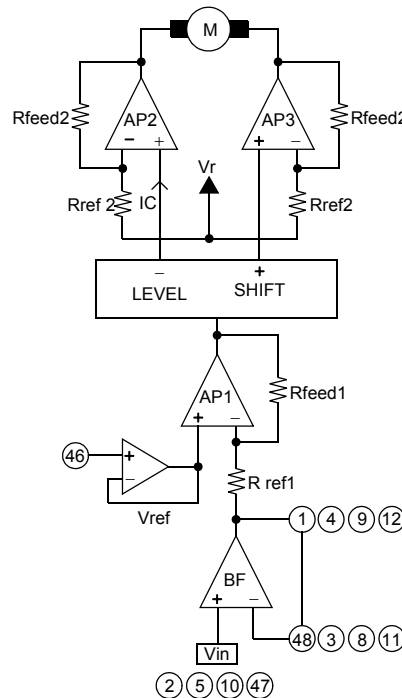 M
Rfeed2 AP2 AP3 Rfeed2
- + + -
Vr
Rref 2 IC Rref2
- +
LEVEL SHIFT
AP1 Rfeed1
+ -
46 + -
R ref1
Vref
1 4 9 12
BF
+ -
Vin 48 3 8 11
2 5 10 47